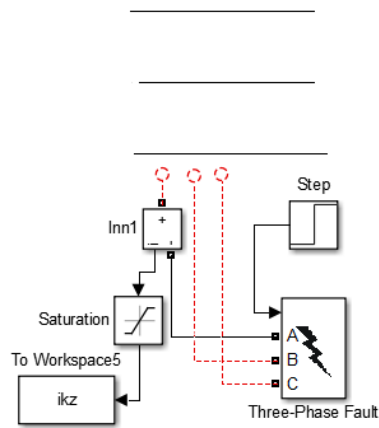 Step
Inn1
+
-
Saturation
A
B
C
To Workspace5
ikz
Three-Phase Fault